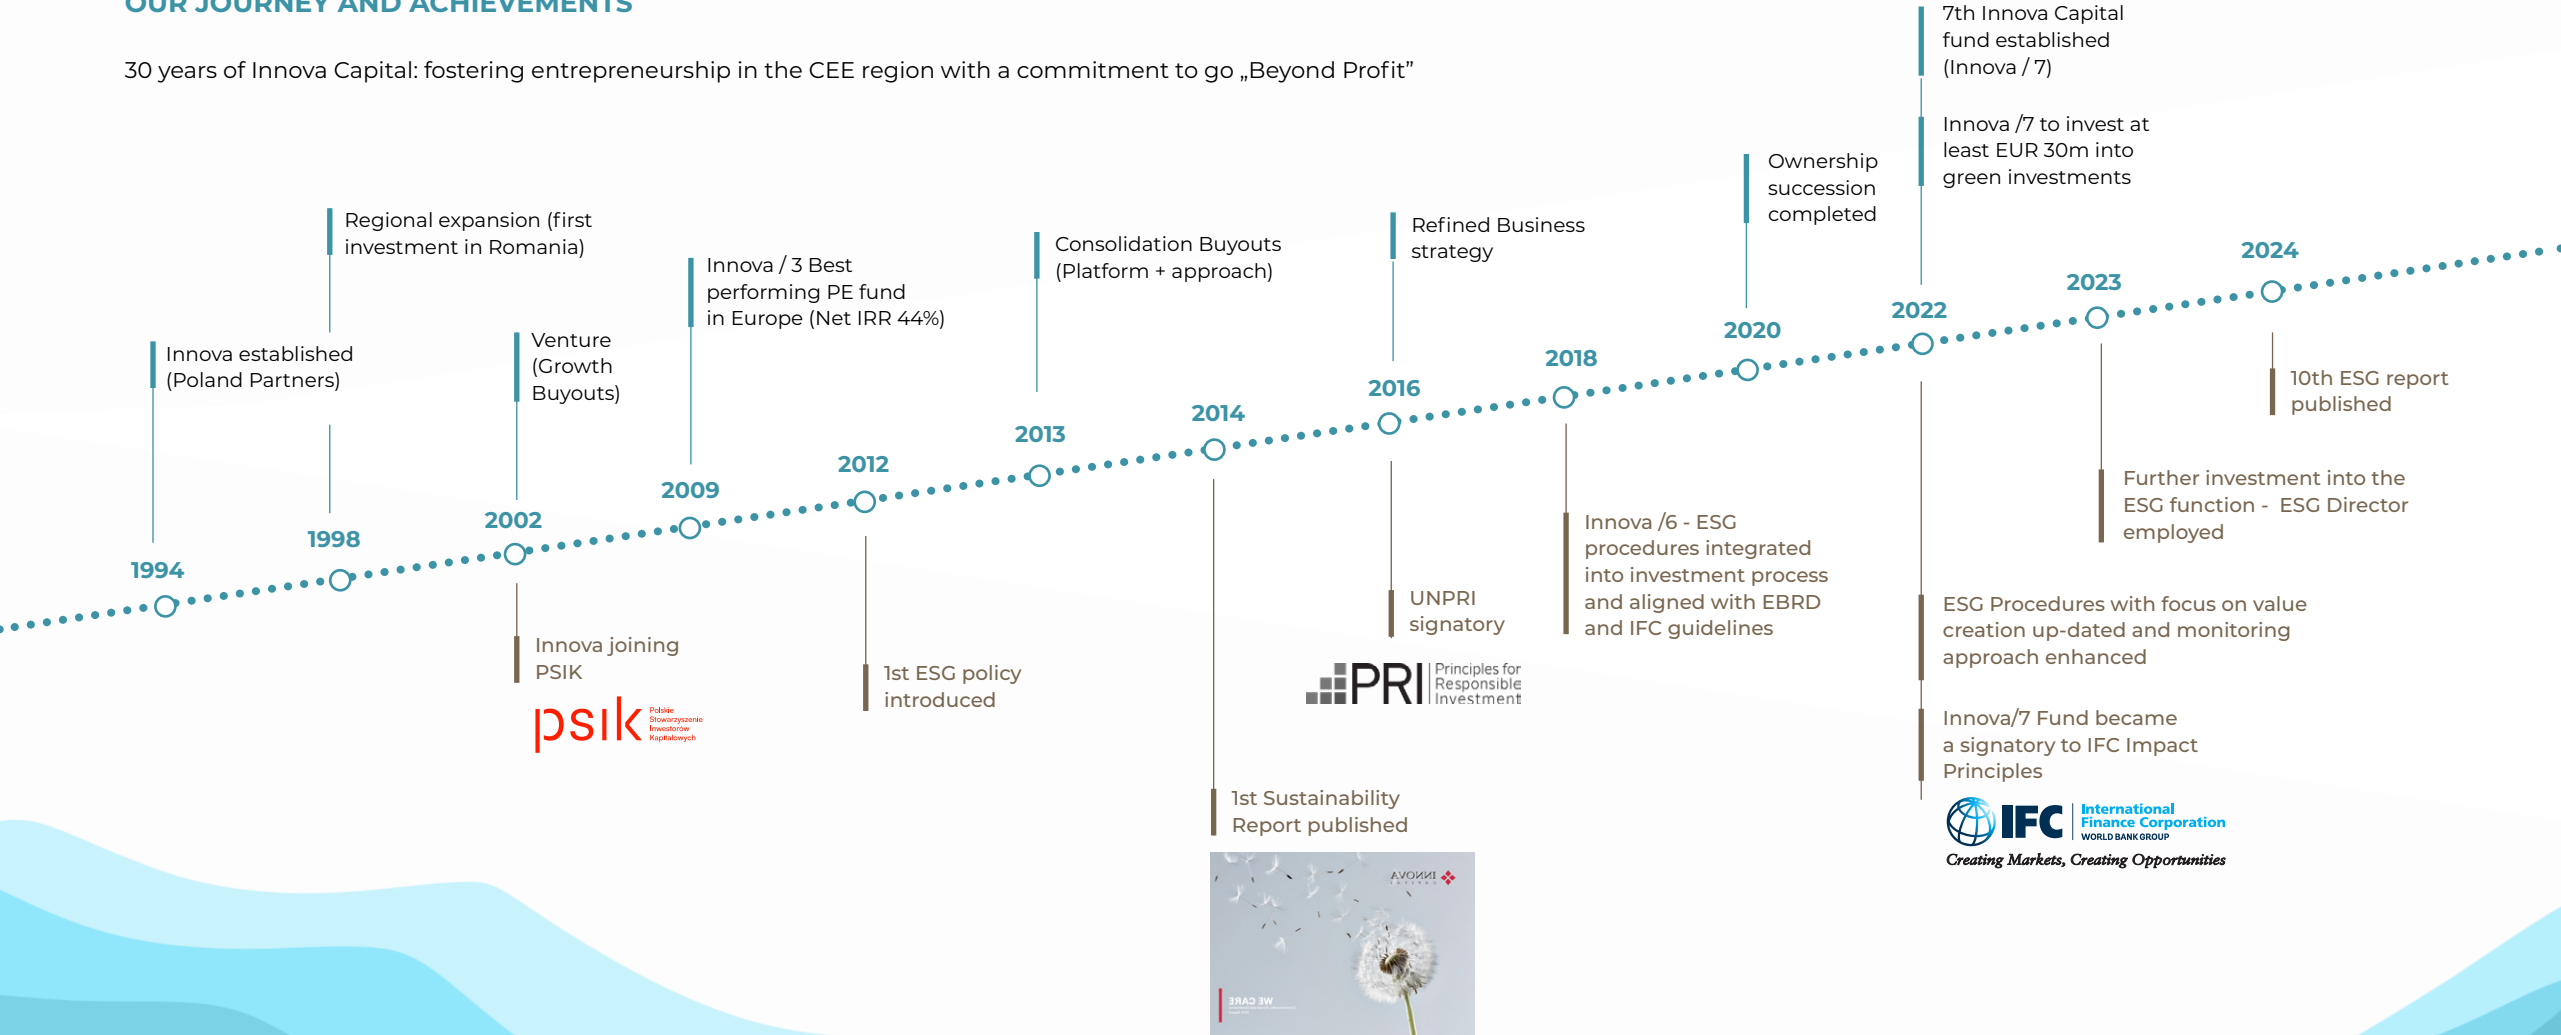 OUR JOURNEY AND ACHIEVEMENTS
30 years of Innova Capital: fostering entrepreneurship in the CEE region with a commitment to go „Beyond Profit”
1994
Innova established
(Poland Partners)
1998
Regional expansion (first
investment in Romania)
2002
Venture
(Growth
Buyouts)
Innova joining
PSIK
psik
Polskie
Stowarzyszenie
Inwestorów
Kapitałowych
2009
Innova / 3 Best
performing PE fund
in Europe (Net IRR 44%)
2012
1st ESG policy
introduced
2013
Consolidation Buyouts
(Platform + approach)
2014
1st Sustainability
Report published
INNOVA
CAPITAL
WE CARE
2016
Refined Business
strategy
UNPRI
signatory
PRI
Principles for
Responsible
Investment
2018
Innova /6 - ESG
procedures integrated
into investment process
and aligned with EBRD
and IFC guidelines
2020
Ownership
succession
completed
2022
7th Innova Capital
fund established
(Innova / 7)
Innova /7 to invest at
least EUR 30m into
green investments
ESG Procedures with focus on value
creation up-dated and monitoring
approach enhanced
Innova/7 Fund became
a signatory to IFC Impact
Principles
IFC
International
Finance Corporation
WORLD BANK GROUP
Creating Markets, Creating Opportunities
2023
Further investment into the
ESG function - ESG Director
employed
2024
10th ESG report
published